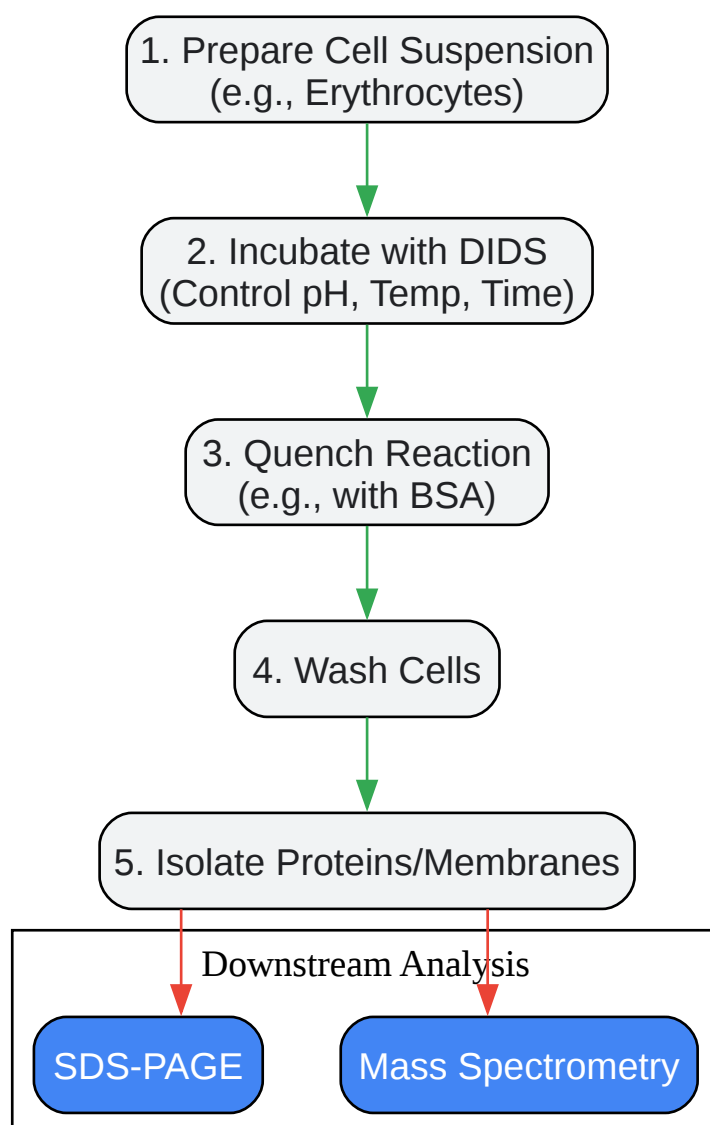 1. Prepare Cell Suspension
(e.g., Erythrocytes)
2. Incubate with DIDS
(Control pH, Temp, Time)
3. Quench Reaction
(e.g., with BSA)
4. Wash Cells
5. Isolate Proteins/Membranes
Downstream Analysis
SDS-PAGE
Mass Spectrometry